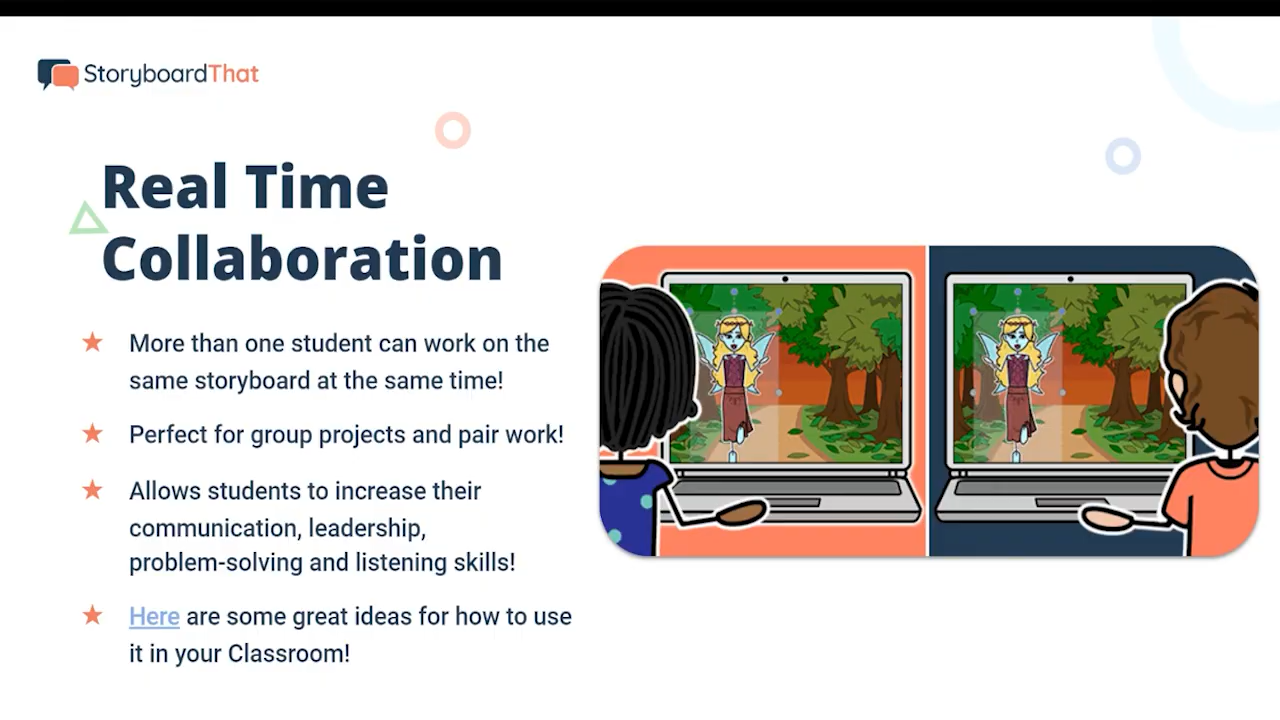 StoryboardThat
Real Time
Collaboration
More than one student can work on the
same storyboard at the same time!
Perfect for group projects and pair work!
Allows students to increase their
communication, leadership,
problem-solving and listening skills!
Here are some great ideas for how to use
it in your Classroom!